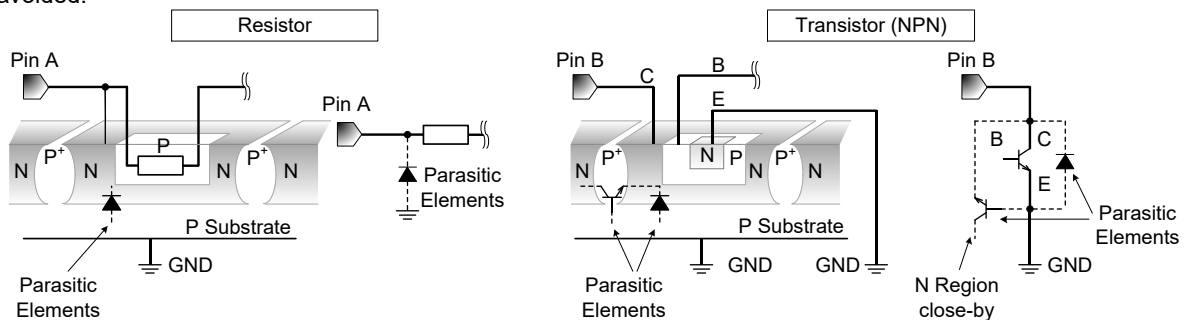 avoided.
Resistor
Transistor (NPN)
Pin A
Pin A
N
P+
N
P
N
P+
N
Parasitic
Elements
P Substrate
GND
Parasitic
Elements
Pin B
C
B
E
N
P+
N
N
P
N
P+
N
P Substrate
GND
GND
Parasitic
Elements
Pin B
B
C
E
Parasitic
Elements
GND
N Region
close-by